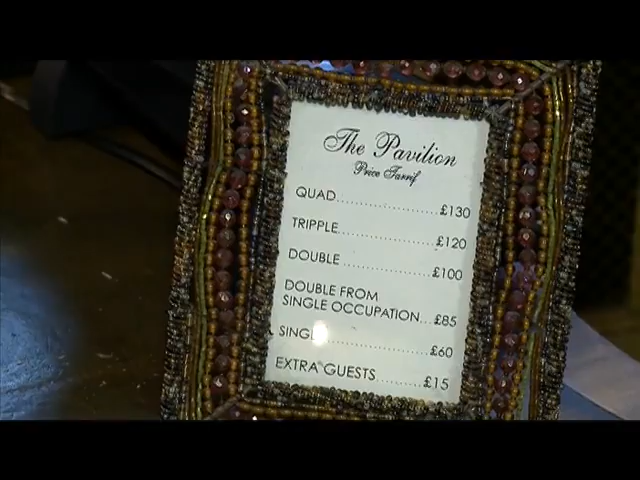 The Pavilion
Price Tarrif
QUAD.......................£130
TRIPPLE.......................£120
DOUBLE.......................£100
DOUBLE FROM
SINGLE OCCUPATION...£85
SINGLE.......................£60
EXTRA GUESTS............£15